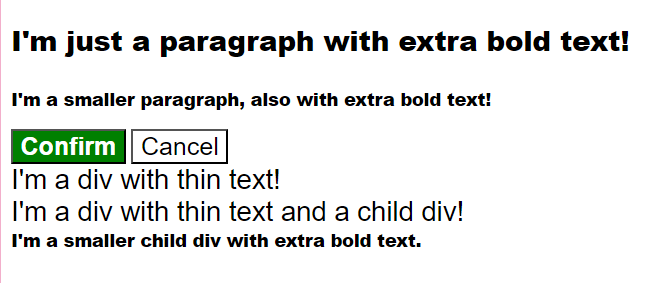 I'm just a paragraph with extra bold text!
I'm a smaller paragraph, also with extra bold text!
Confirm Cancel
I'm a div with thin text!
I'm a div with thin text and a child div!
I'm a smaller child div with extra bold text.